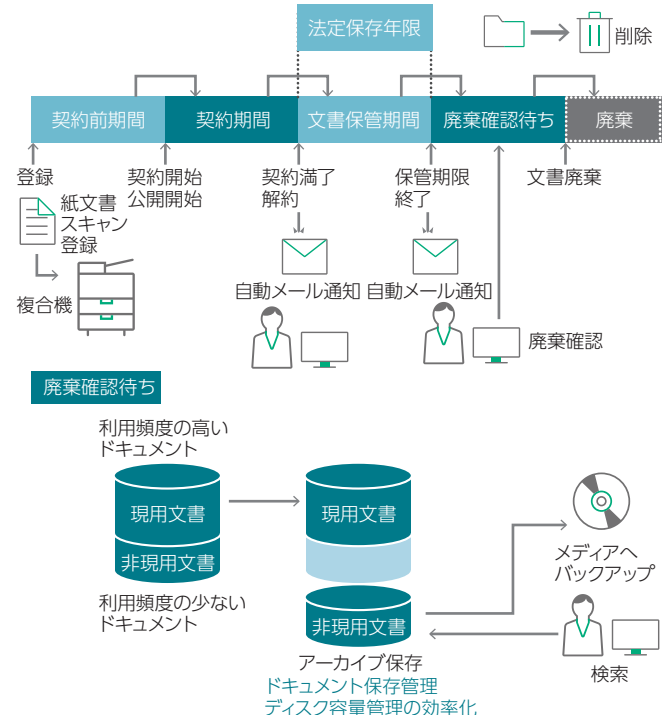 法定保存年限
削除
契約前期間
契約期間
文書保管期間
廃棄確認待ち
廃棄
登録
契約開始
公開開始
契約満了
解約
保管期限
終了
文書廃棄
紙文書
スキャン
登録
複合機
自動メール通知
自動メール通知
廃棄確認
廃棄確認待ち
利用頻度の高い
ドキュメント
現用文書
非現用文書
利用頻度の少ない
ドキュメント
現用文書
非現用文書
アーカイブ保存
ドキュメント保存管理
ディスク容量管理の効率化
メディアへ
バックアップ
検索